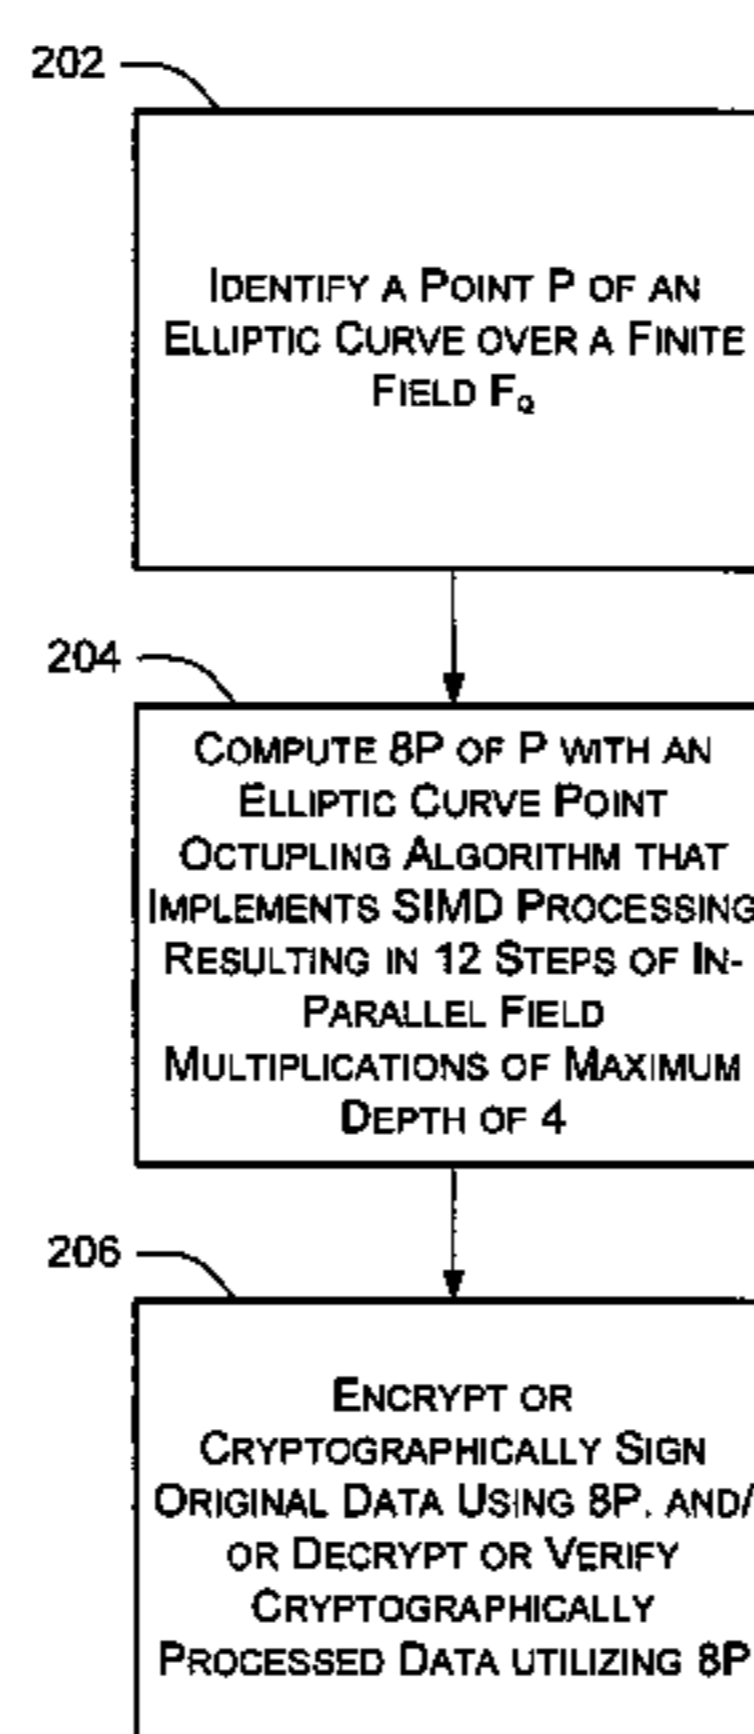 202
IDENTIFY A POINT P OF AN
ELLIPTIC CURVE OVER A FINITE
FIELD FQ
204
COMPUTE 8P OF P WITH AN
ELLIPTIC CURVE POINT
OCTUPLING ALGORITHM THAT
IMPLEMENTS SIMD PROCESSING
RESULTING IN 12 STEPS OF IN-
PARALLEL FIELD
MULTIPLICATIONS OF MAXIMUM
DEPTH OF 4
206
ENCRYPT OR
CRYPTOGRAPHICALLY SIGN
ORIGINAL DATA USING 8P, AND/
OR DECRYPT OR VERIFY
CRYPTOGRAPHICALLY
PROCESSED DATA UTILIZING 8P